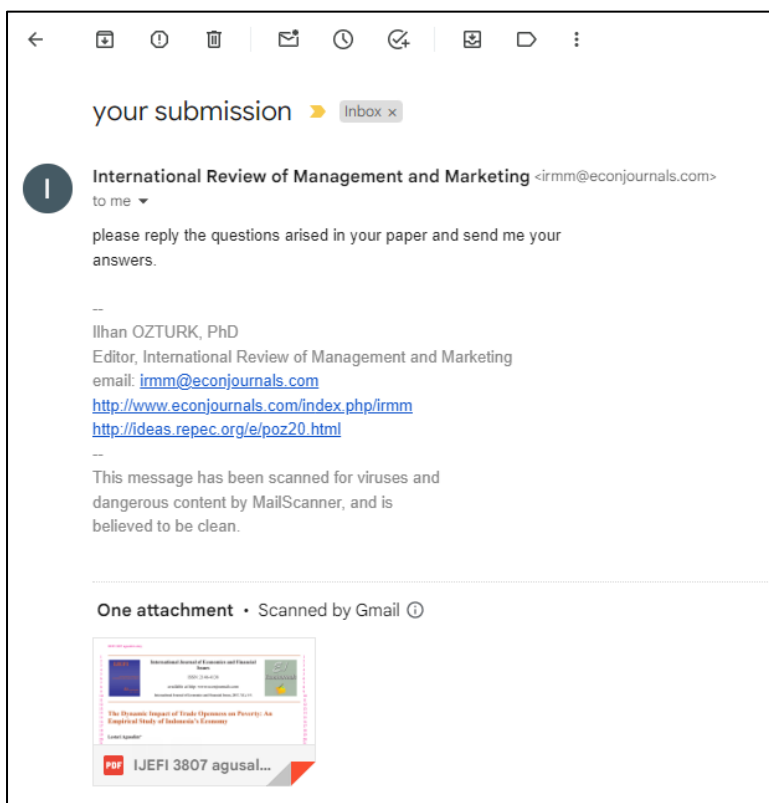 your submission Inbox ×
I
International Review of Management and Marketing <irmm@econjournals.com>
to me
please reply the questions arised in your paper and send me your
answers.
--
Ilhan OZTURK, PhD
Editor, International Review of Management and Marketing
email: irmm@econjournals.com
http://www.econjournals.com/index.php/irmm
http://ideas.repec.org/e/poz20.html
--
This message has been scanned for viruses and
dangerous content by MailScanner, and is
believed to be clean.
One attachment • Scanned by Gmail
International Journal of Economics and Financial
Issues
The Dynamic Impact of Trade Openness on Poverty: An
Empirical Study of Indonesia's Economy
PDF IJEFI 3807 agusal...